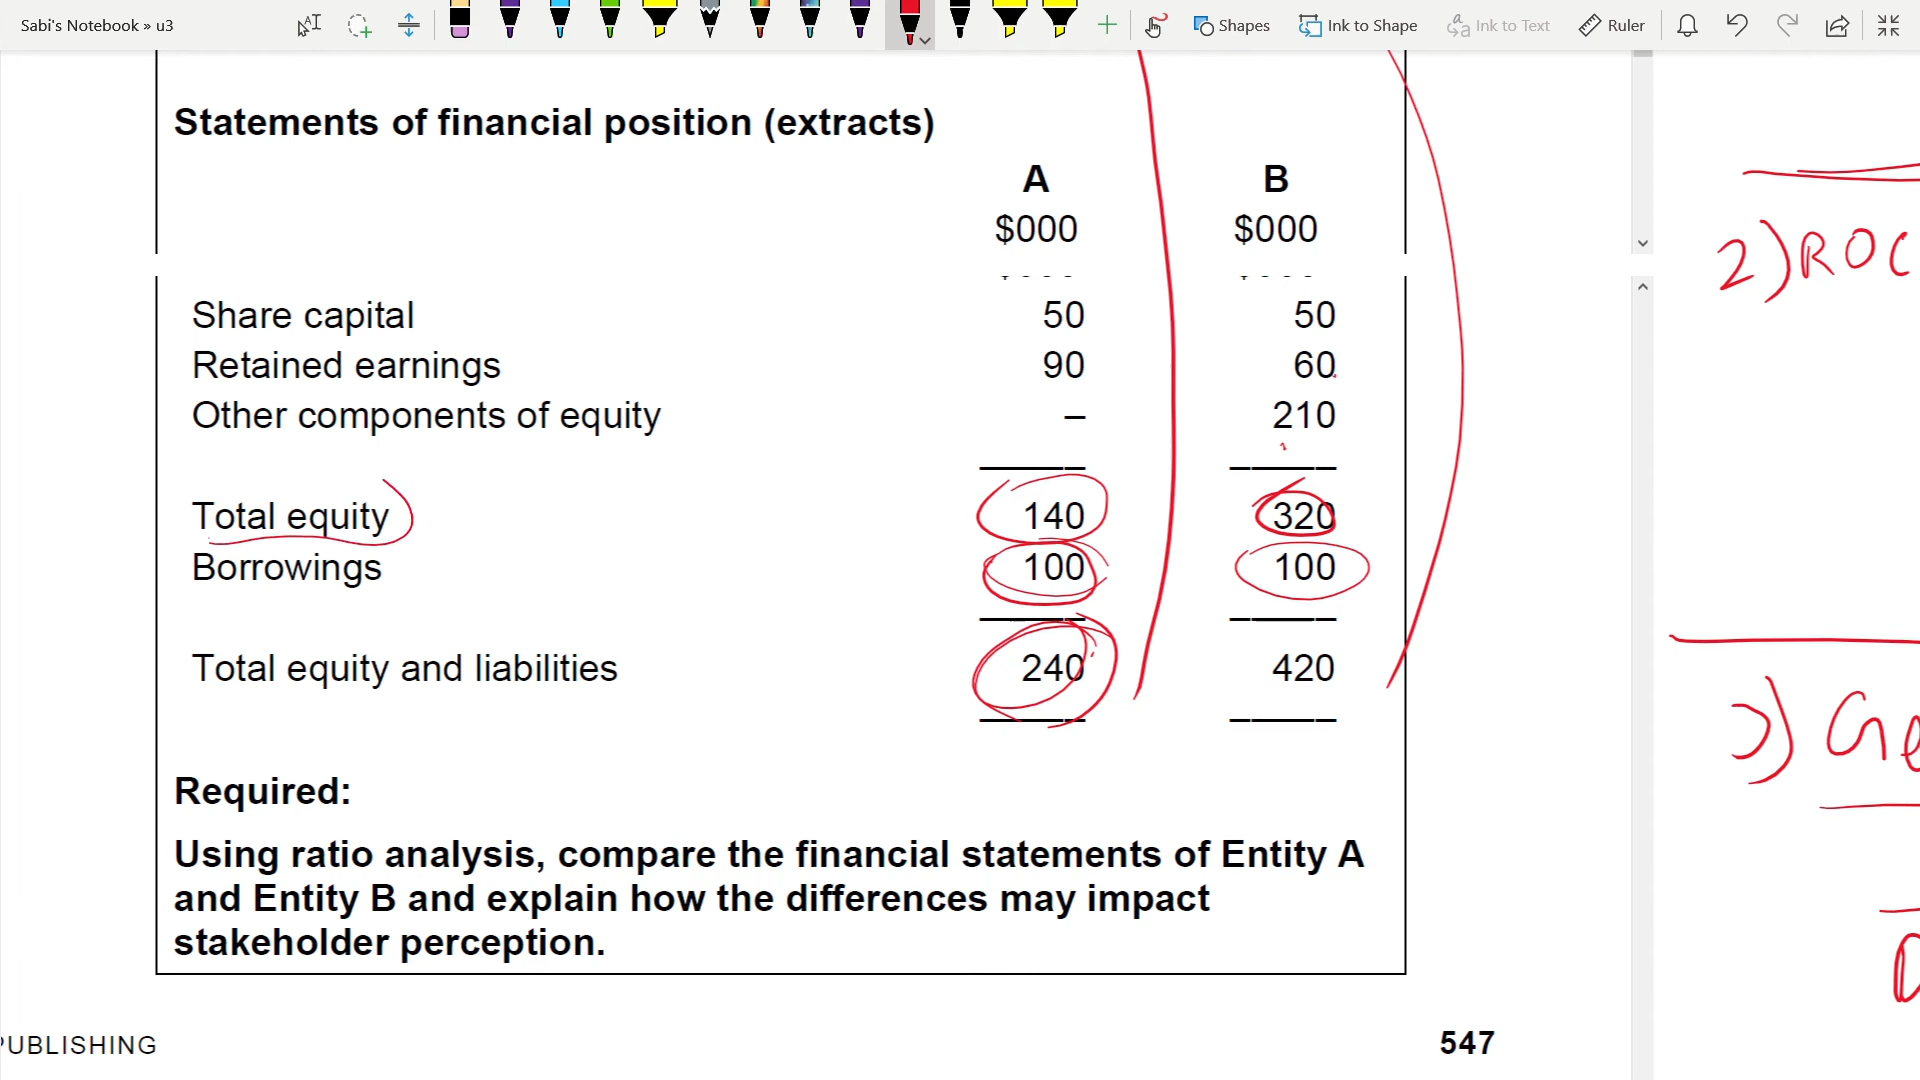 Sabi's Notebook » u3
Shapes
Ink to Shape
Ink to Text
Ruler
Statements of financial position (extracts)
A B
$000 $000
Share capital 50 50
Retained earnings 90 60
Other components of equity – 210
Total equity 140 320
Borrowings 100 100
Total equity and liabilities 240 420
Required:
Using ratio analysis, compare the financial statements of Entity A
and Entity B and explain how the differences may impact
stakeholder perception.
PUBLISHING
547
2) ROC
3) Ge